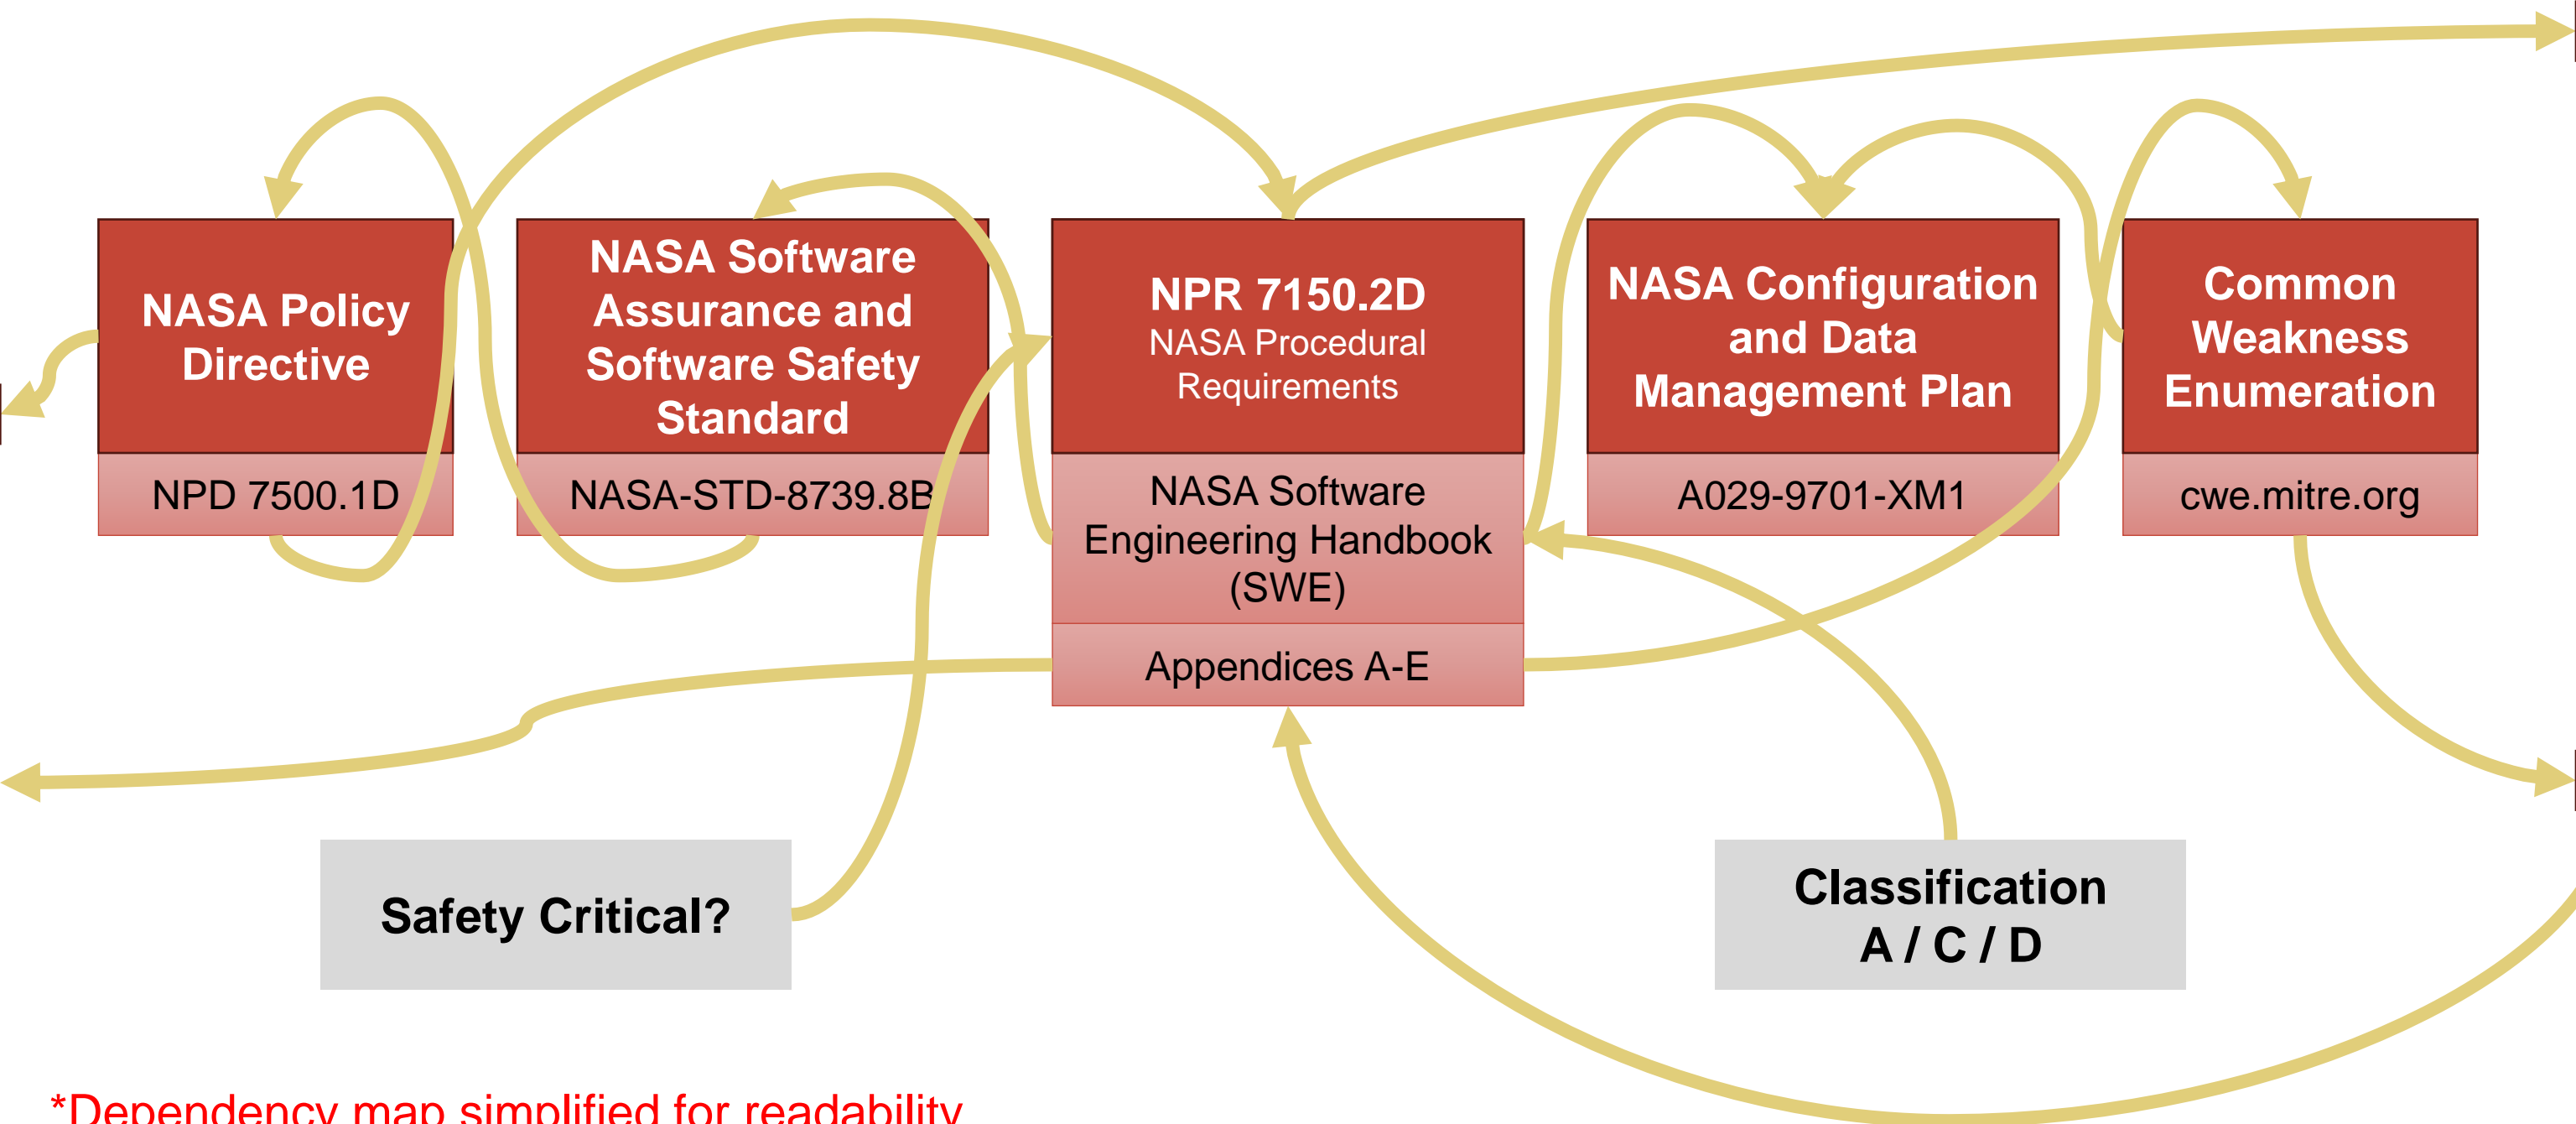 NASA Policy
Directive
NPD 7500.1D
NASA Software
Assurance and
Software Safety
Standard
NASA-STD-8739.8B
NPR 7150.2D
NASA Procedural
Requirements
NASA Software
Engineering Handbook
(SWE)
Appendices A-E
NASA Configuration
and Data
Management Plan
A029-9701-XM1
Common
Weakness
Enumeration
cwe.mitre.org
Safety Critical?
Classification
A / C / D
*Dependency map simplified for readability